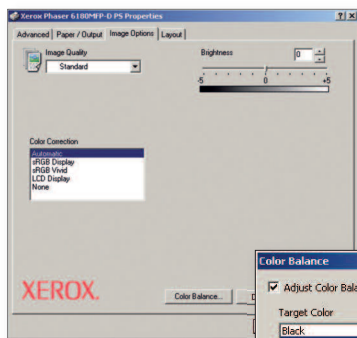 Xerox Phaser 6180MFP-D PS Properties
Advanced Paper / Output Image Options Layout
Image Quality
Standard
Brightness
0
-5 0 +5
Color Correction
Automatic
sRGB Display
sRGB Vivid
LCD Display
None
XEROX.
Color Balance...
Color Balance
Adjust Color Bala
Target Color
Black